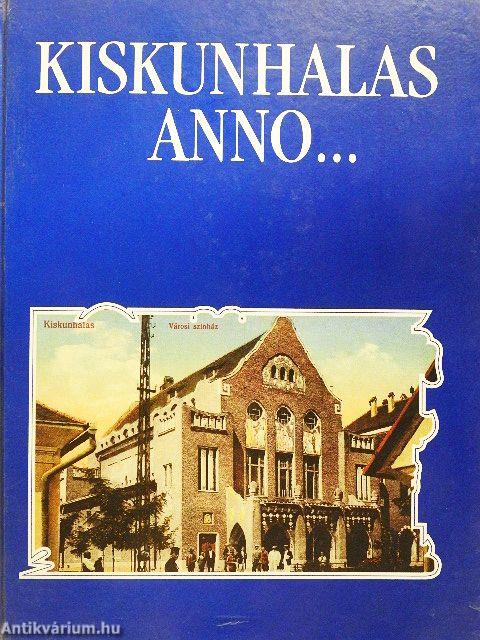 KISKUNHALAS
ANNO...
Kiskunhalas
Városi szinház
Antikvárium.hu